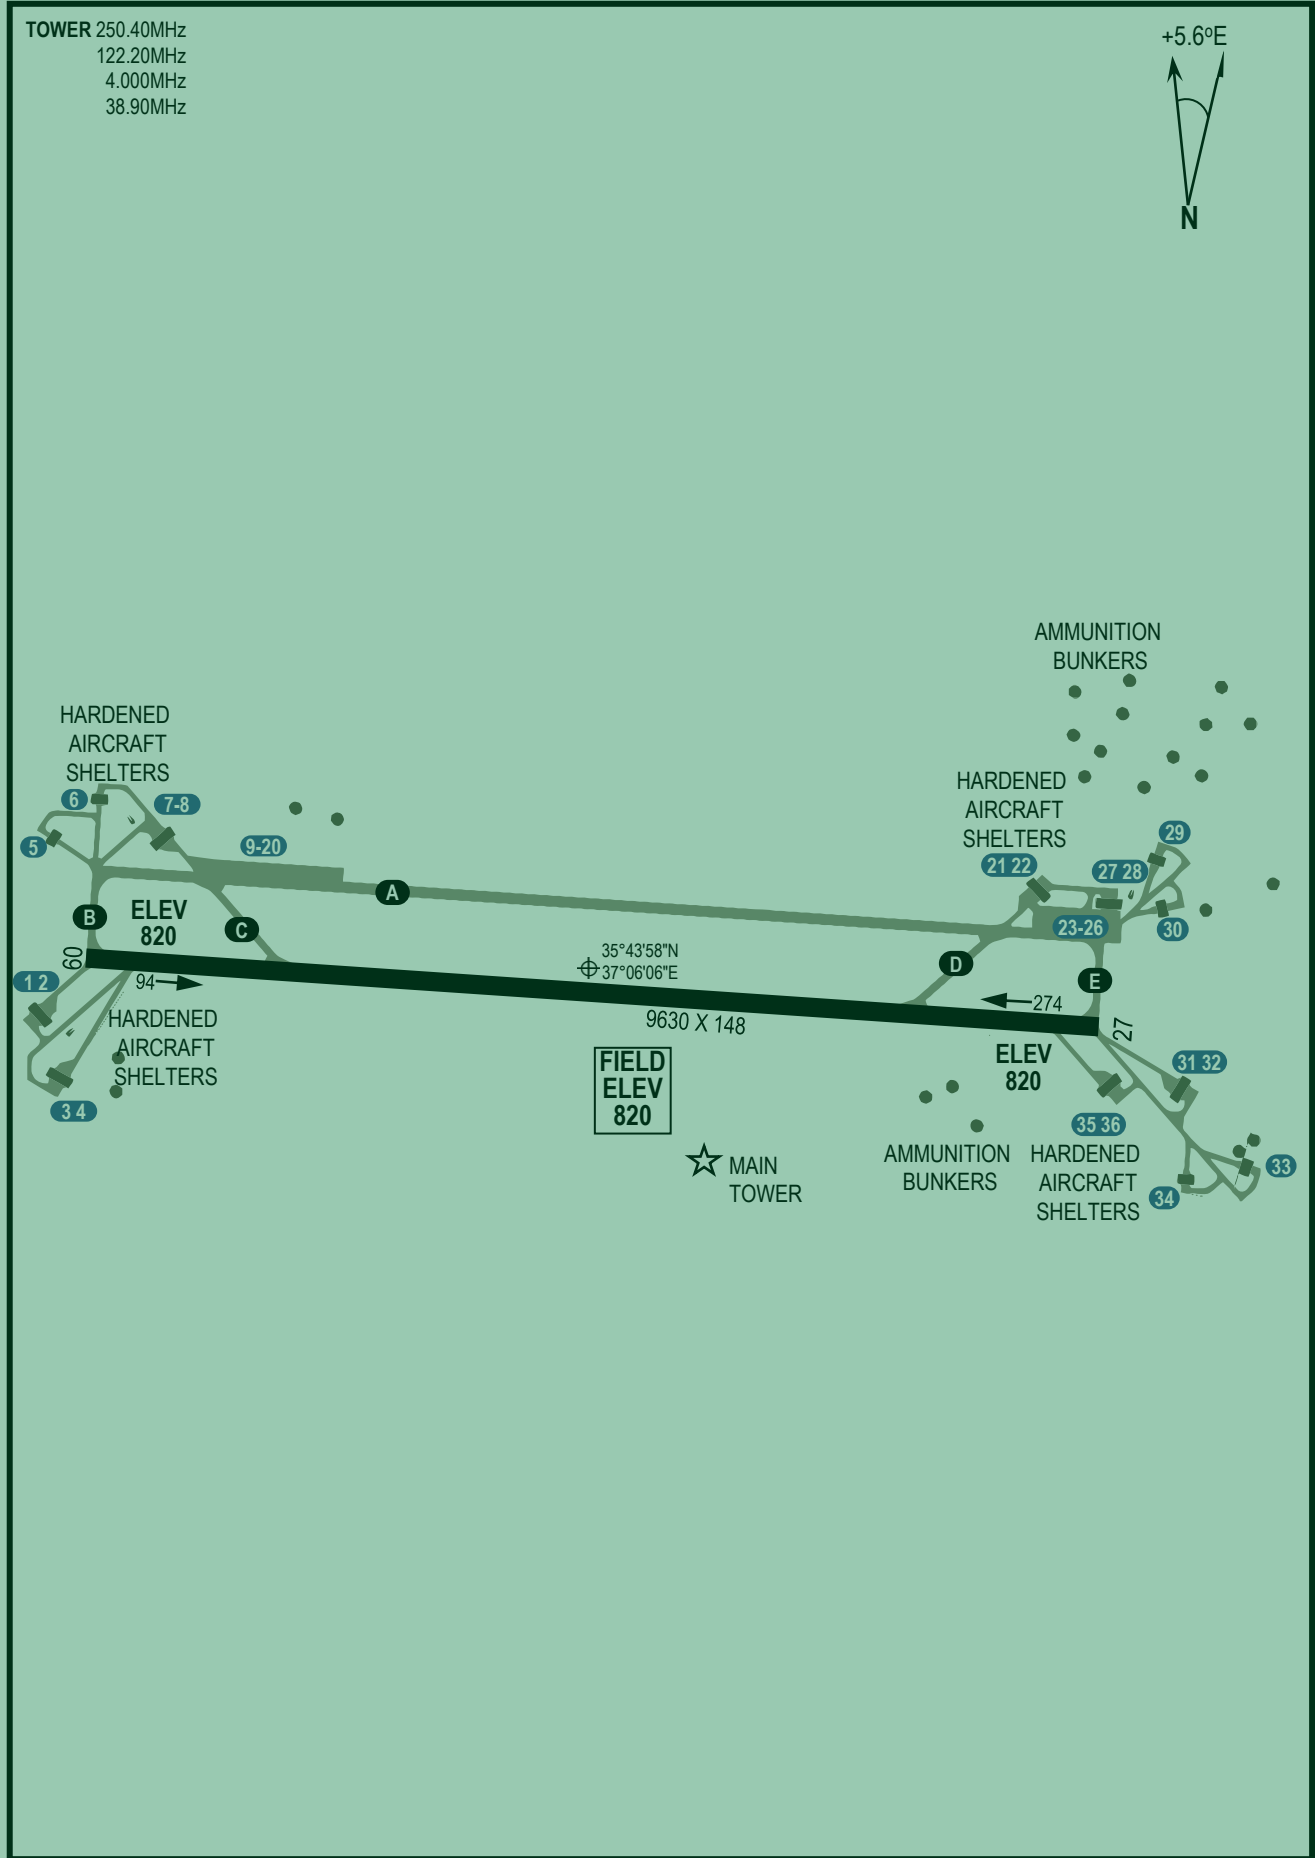 TOWER 250.40MHz
122.20MHz
4.000MHz
38.90MHz
+5.6ºE
N
AMMUNITION
BUNKERS
HARDENED
AIRCRAFT
SHELTERS
6
7-8
5
9-20
HARDENED
AIRCRAFT
SHELTERS
29
21 22
27 28
A
B
ELEV
820
C
23-26
30
09
35°43'58"N
37°06'06"E
D
E
1 2
94
274
HARDENED
AIRCRAFT
SHELTERS
9630 X 148
27
FIELD
ELEV
820
ELEV
820
31 32
3 4
35 36
MAIN
TOWER
AMMUNITION
BUNKERS
HARDENED
AIRCRAFT
SHELTERS
33
34